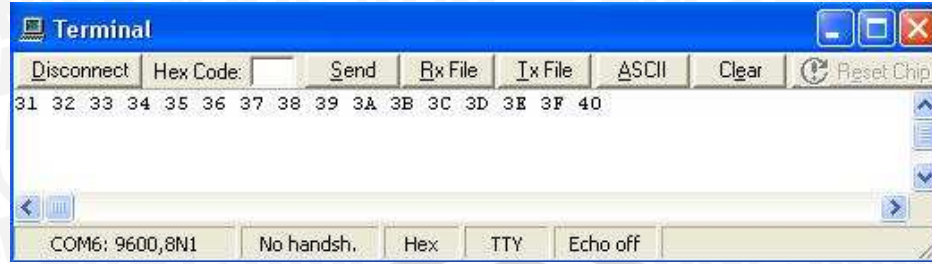 Terminal
Disconnect Hex Code: Send Rx File Tx File ASCII Clear Reset Chip
31 32 33 34 35 36 37 38 39 3A 3B 3C 3D 3E 3F 40
COM6: 9600,8N1 No handsh. Hex TTY Echo off